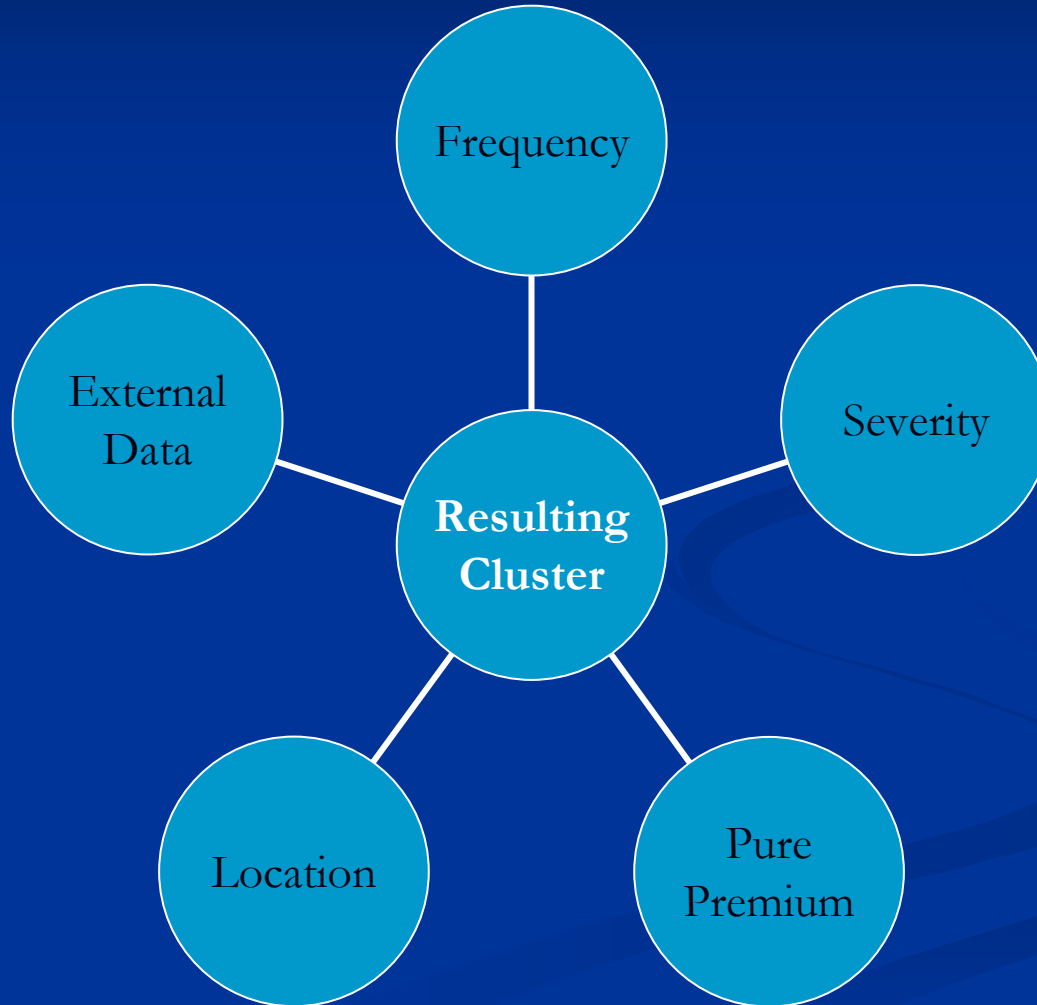 Frequency
External
Data
Severity
Resulting
Cluster
Location
Pure
Premium